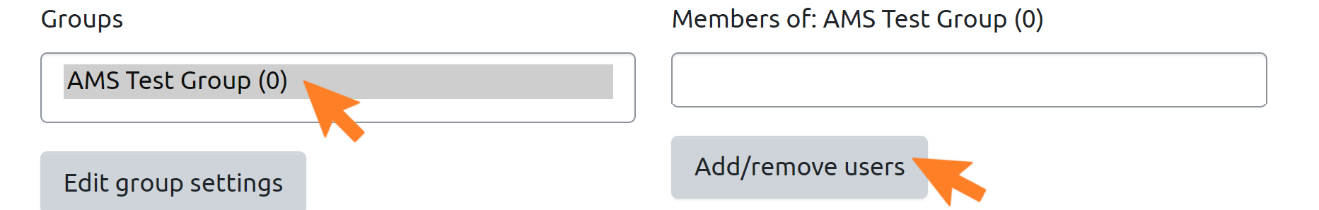 Groups
AMS Test Group (0)
Edit group settings
Members of: AMS Test Group (0)
Add/remove users